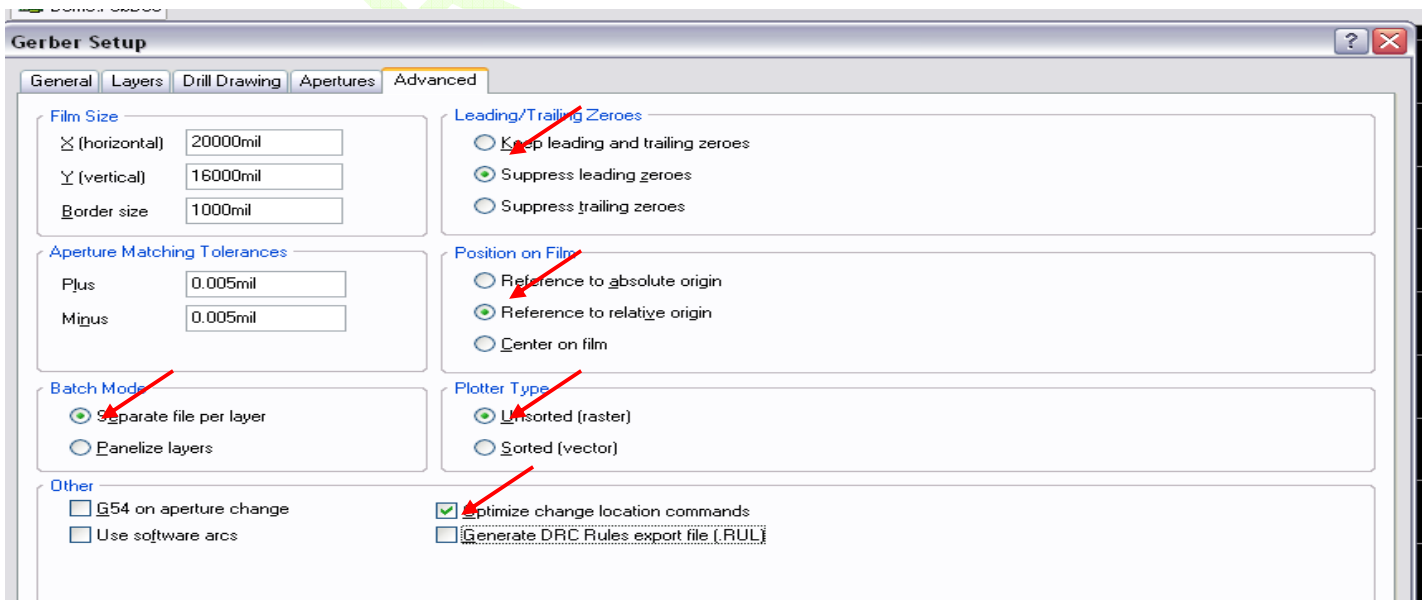 Gerber Setup
General Layers Drill Drawing Apertures Advanced
Film Size
X (horizontal) 20000mil
Y (vertical) 16000mil
Border size 1000mil
Leading/Trailing Zeroes
Keep leading and trailing zeroes
Suppress leading zeroes
Suppress trailing zeroes
Aperture Matching Tolerances
Plus 0.005mil
Minus 0.005mil
Position on Film
Reference to absolute origin
Reference to relative origin
Center on film
Batch Mode
Separate file per layer
Panelize layers
Plotter Type
Unsorted (raster)
Sorted (vector)
Other
G54 on aperture change
Use software arcs
Optimize change location commands
Generate DRC Rules export file (.RUL)